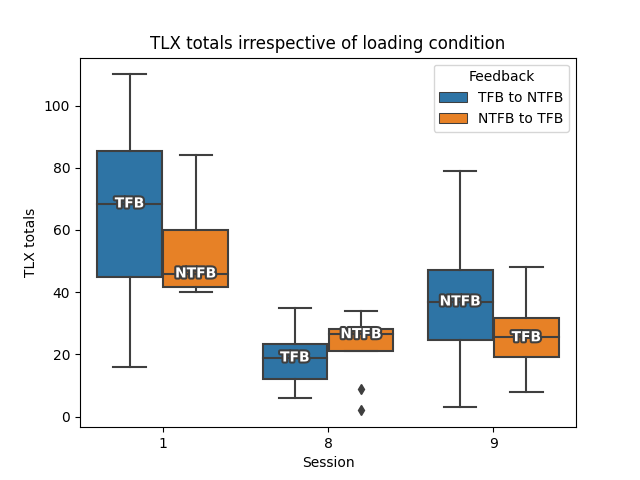 TLX totals irrespective of loading condition
Feedback
TFB to NTFB
NTFB to TFB
TLX totals
100
80
60
40
20
0
TFB
NTFB
TFB
NTFB
NTFB
TFB
1
8
9
Session